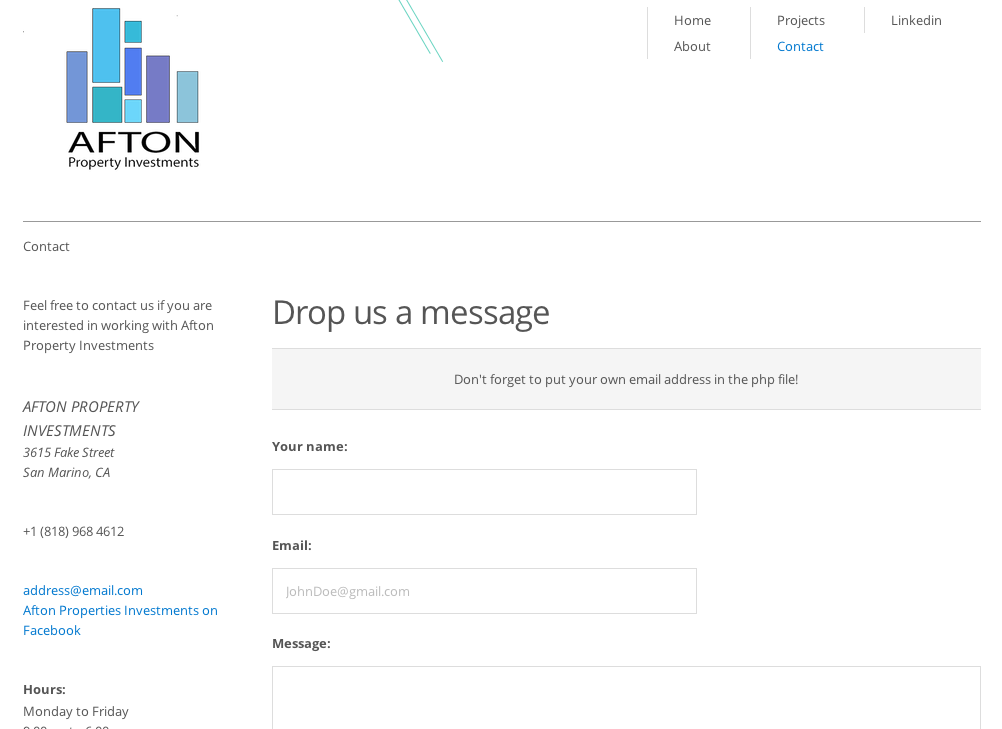 AFTON
Property Investments
Home
About
Projects
Contact
Linkedin
Contact
Feel free to contact us if you are
interested in working with Afton
Property Investments
AFTON PROPERTY
INVESTMENTS
3615 Fake Street
San Marino, CA
+1 (818) 968 4612
address@email.com
Afton Properties Investments on
Facebook
Hours:
Monday to Friday
Drop us a message
Don't forget to put your own email address in the php file!
Your name:
Email:
JohnDoe@gmail.com
Message: